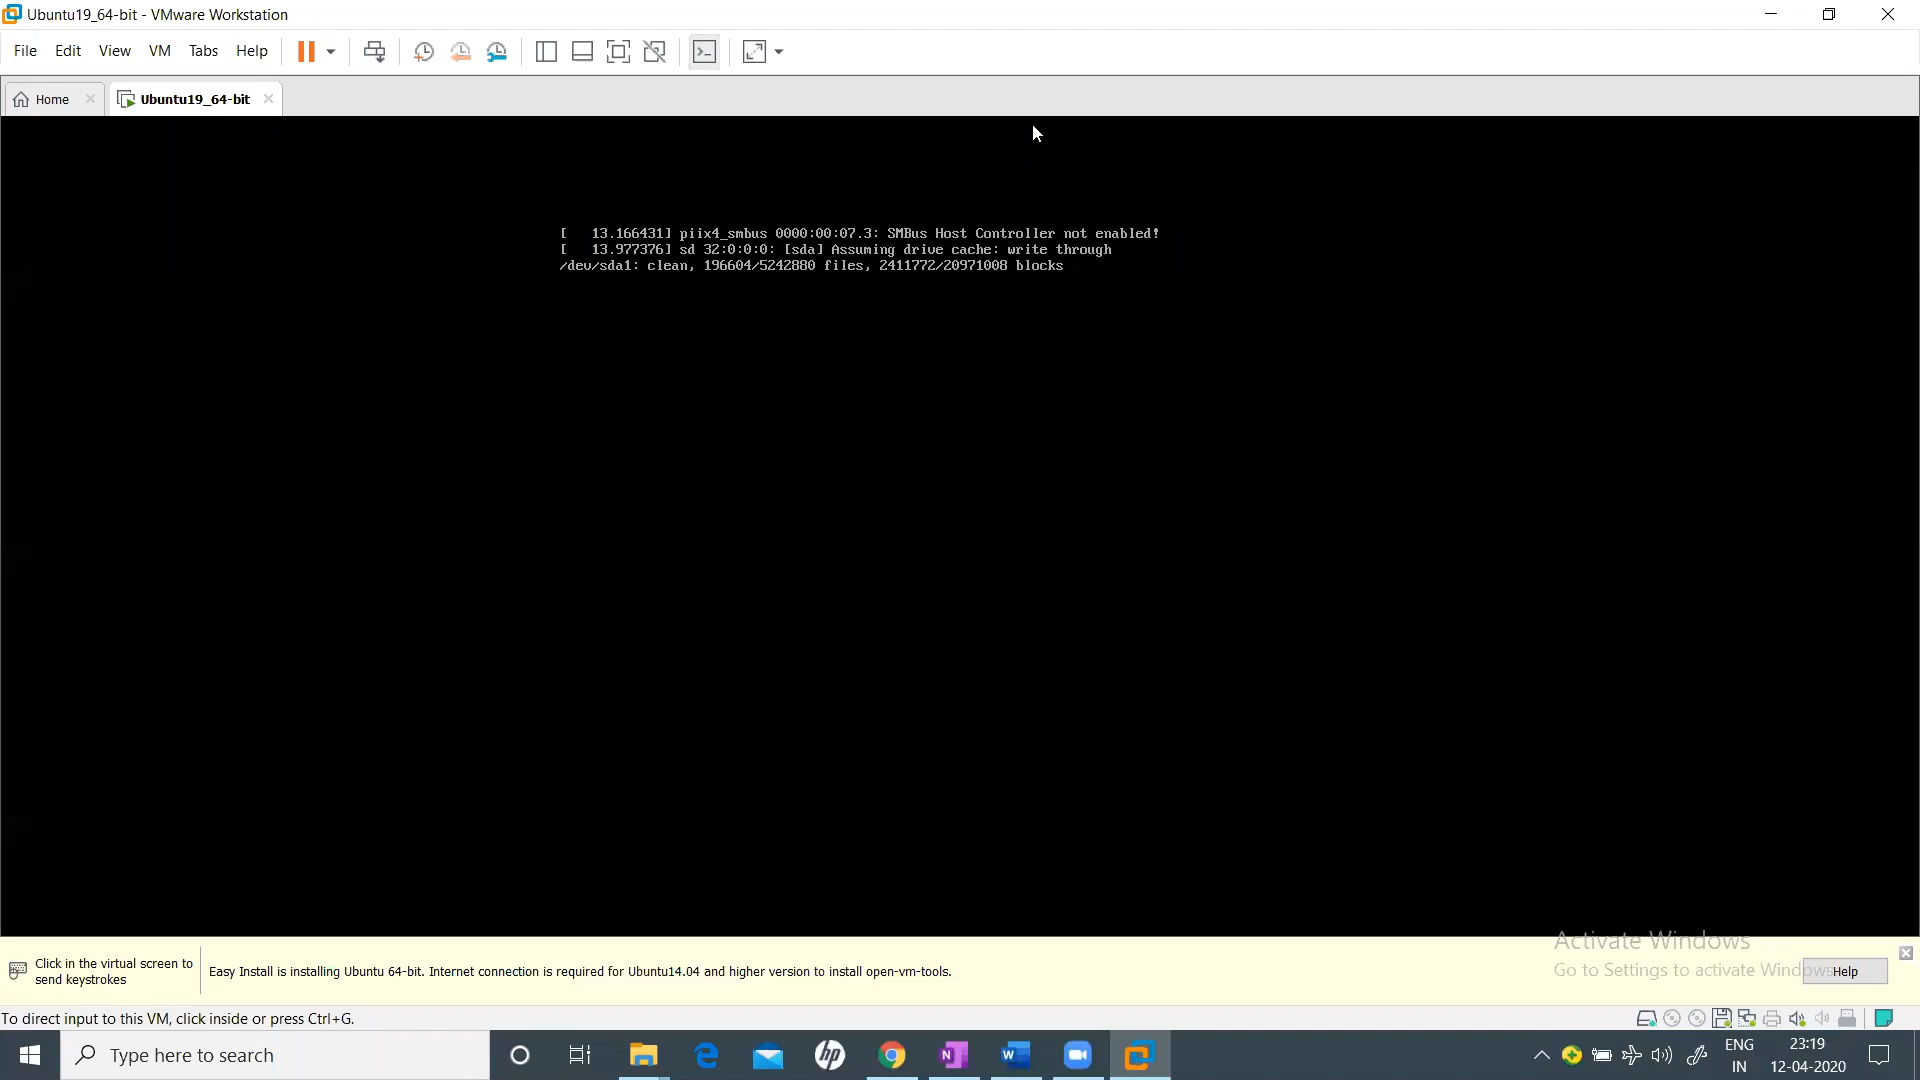 Ubuntu19_64-bit - VMware Workstation
File Edit View VM Tabs Help
Home Ubuntu19_64-bit
[ 13.166431] piix4_smbus 0000:00:07.3: SMBus Host Controller not enabled!
[ 13.977376] sd 32:0:0:0: [sda] Assuming drive cache: write through
/dev/sda1: clean, 196604/5242880 files, 2411772/20971008 blocks
Activate Windows
Go to Settings to activate Windows.
Click in the virtual screen to
send keystrokes
Easy Install is installing Ubuntu 64-bit. Internet connection is required for Ubuntu14.04 and higher version to install open-vm-tools.
Help
To direct input to this VM, click inside or press Ctrl+G.
Type here to search
hp
N
W
ENG
IN
23:19
12-04-2020